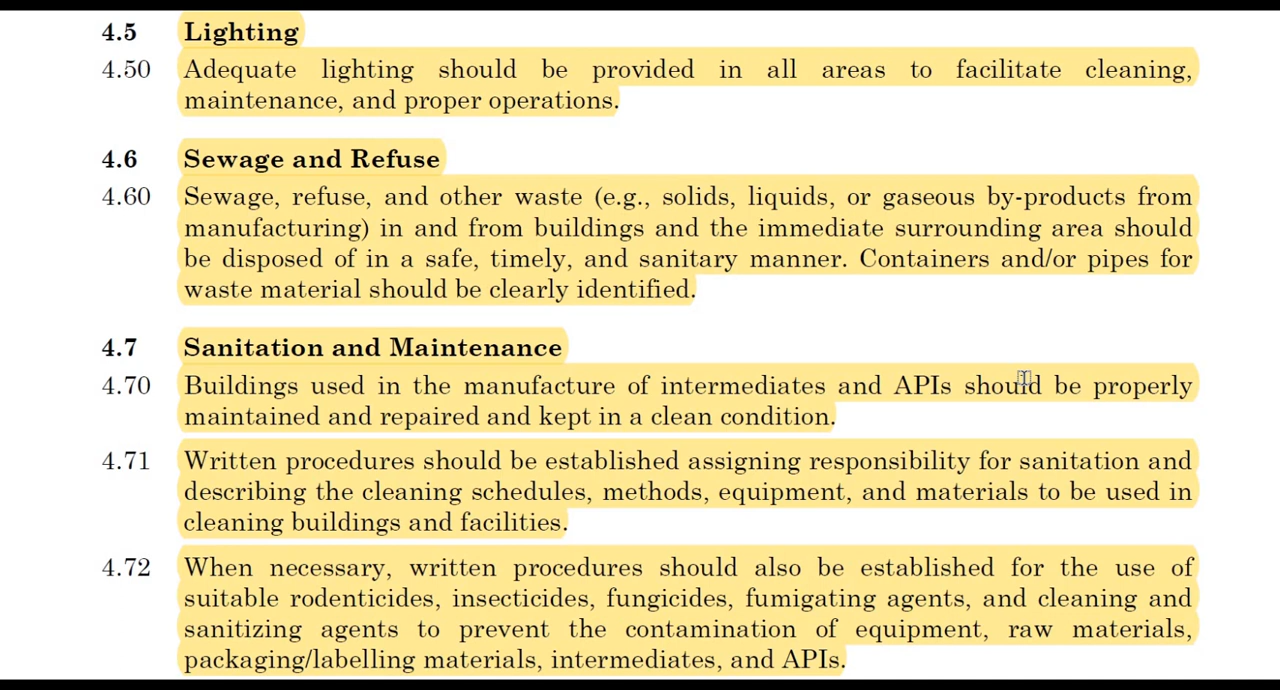 4.5 Lighting
4.50 Adequate lighting should be provided in all areas to facilitate cleaning,
maintenance, and proper operations.
4.6 Sewage and Refuse
4.60 Sewage, refuse, and other waste (e.g., solids, liquids, or gaseous by-products from
manufacturing) in and from buildings and the immediate surrounding area should
be disposed of in a safe, timely, and sanitary manner. Containers and/or pipes for
waste material should be clearly identified.
4.7 Sanitation and Maintenance
4.70 Buildings used in the manufacture of intermediates and APIs should be properly
maintained and repaired and kept in a clean condition.
4.71 Written procedures should be established assigning responsibility for sanitation and
describing the cleaning schedules, methods, equipment, and materials to be used in
cleaning buildings and facilities.
4.72 When necessary, written procedures should also be established for the use of
suitable rodenticides, insecticides, fungicides, fumigating agents, and cleaning and
sanitizing agents to prevent the contamination of equipment, raw materials,
packaging/labelling materials, intermediates, and APIs.